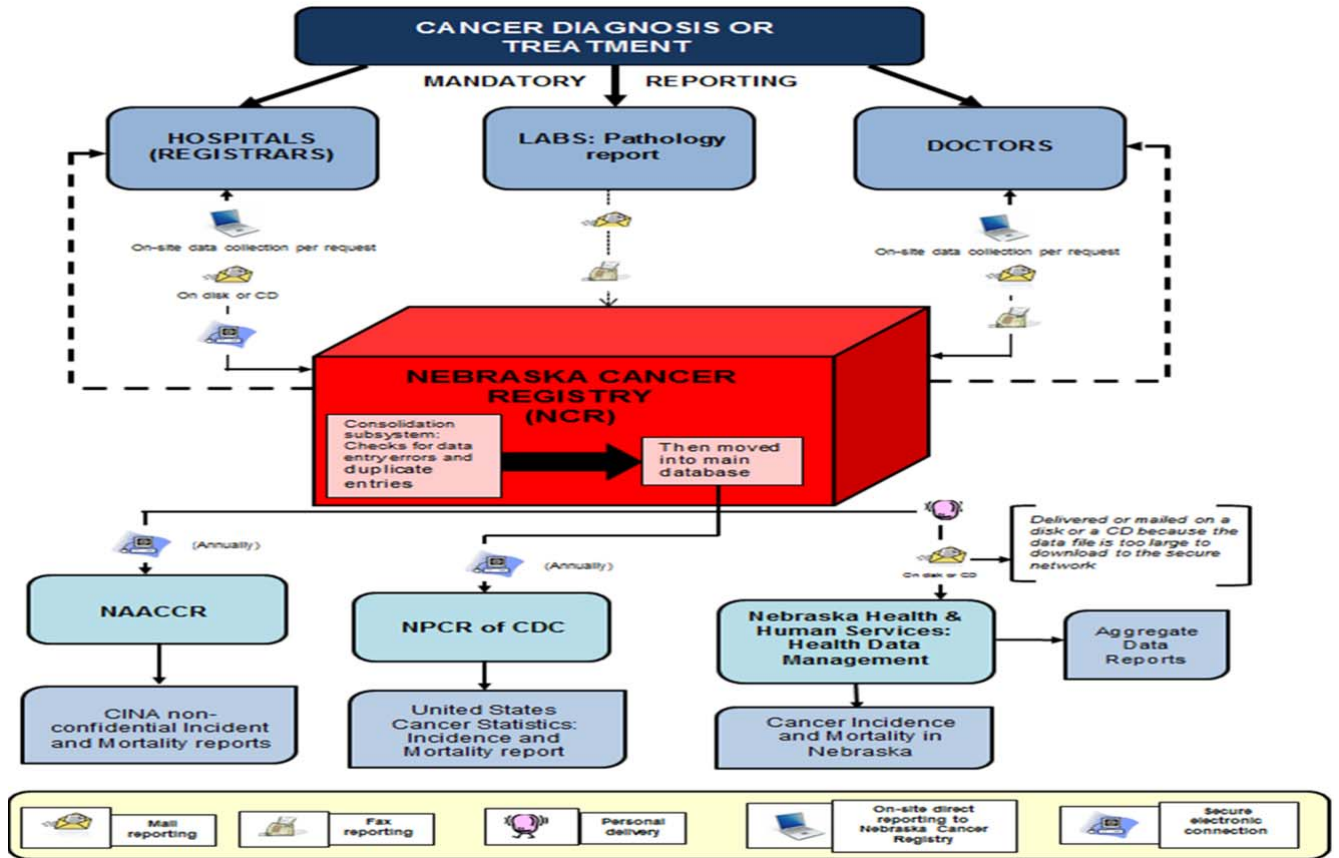 CANCER DIAGNOSIS OR
TREATMENT
MANDATORY REPORTING
HOSPITALS
(REGISTRARS)
LABS: Pathology
report
DOCTORS
On-site data collection per request
On disk or CD
On-site data collection per request
NEBRASKA CANCER
REGISTRY
(NCR)
Consolidation
subsystem:
Checks for data
entry errors and
duplicate
entries
Then moved
into main
database
(Annually)
(Annually)
On disk or CD
Delivered or mailed on a
disk or a CD because the
data file is too large to
download to the secure
network
NAACCR
NPCR of CDC
Nebraska Health &
Human Services:
Health Data
Management
Aggregate
Data
Reports
CINA non-
confidential Incident
and Mortality reports
United States
Cancer Statistics:
Incidence and
Mortality report
Cancer Incidence
and Mortality in
Nebraska
Mail
reporting
Fax
reporting
Personal
delivery
On-site direct
reporting to
Nebraska Cancer
Registry
Secure
electronic
connection